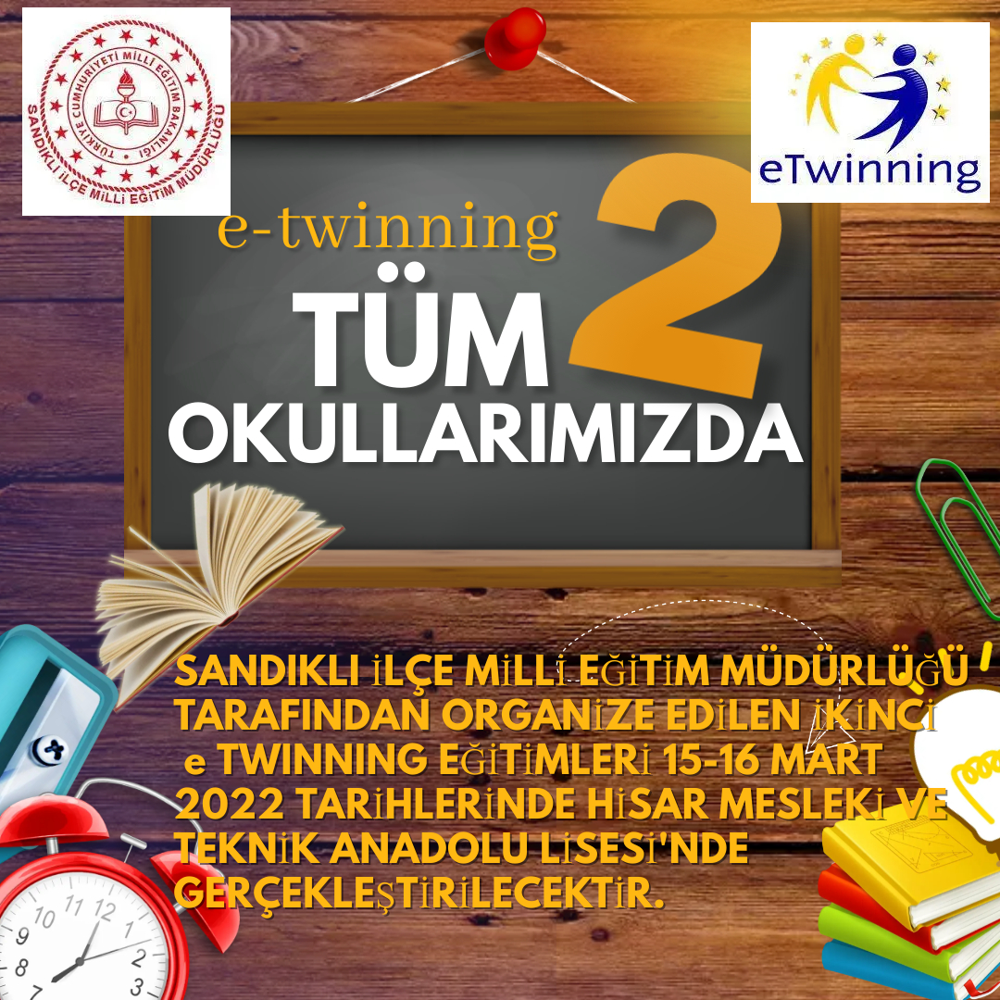 TÜRKİYE CUMHURİYETİ MİLLİ EĞİTİM BAKANLIĞI
SANDIKLI İLÇE MİLLİ EĞİTİM MÜDÜRLÜĞÜ
eTwinning
e-twinning
2
TÜM
OKULLARIMIZDA
SANDIKLI İLÇE MİLLİ EĞİTİM MÜDÜRLÜĞÜ
TARAFINDAN ORGANİZE EDİLEN İKİNCİ
e TWINNING EĞİTİMLERİ 15-16 MART
2022 TARİHLERİNDE HİSAR MESLEKİ VE
TEKNİK ANADOLU LİSESİ'NDE
GERÇEKLEŞTİRİLECEKTİR.
10 11 12
9 1
8 2
7 3